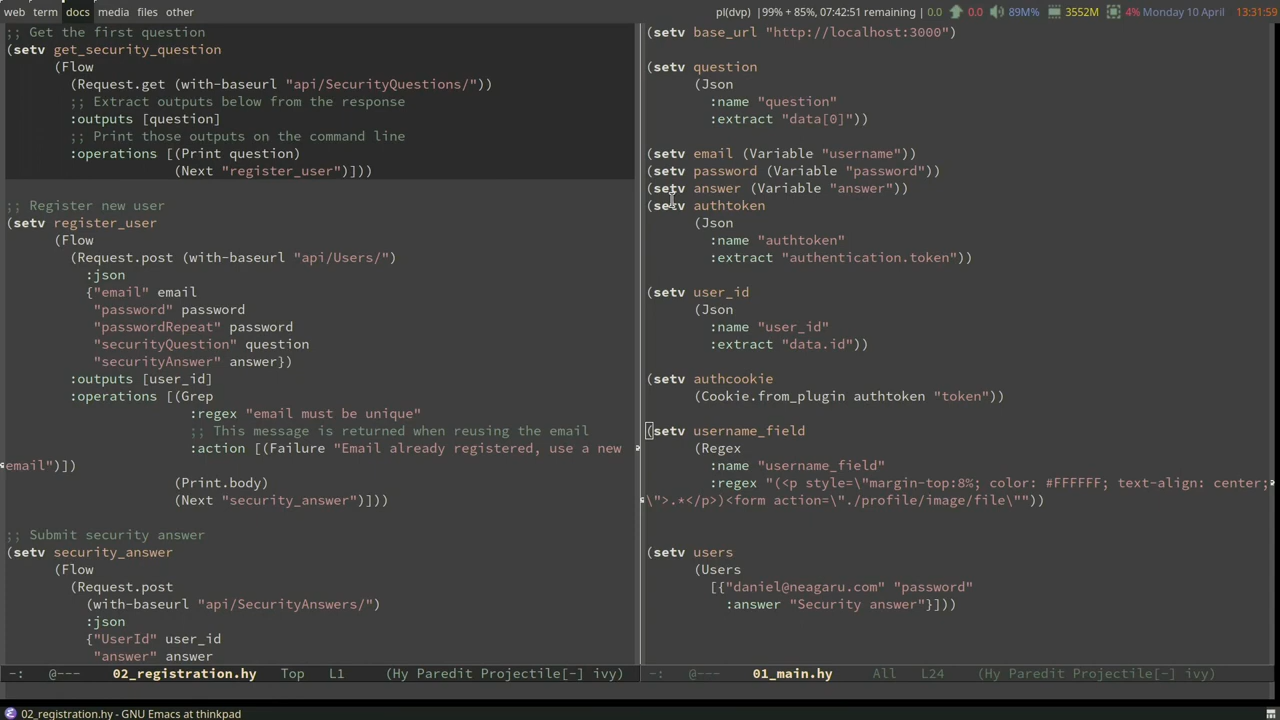 web term docs media files other
pl(dvp) |99% + 85%, 07:42:51 remaining | 0.0 0.0 89M% 3552M 4% Monday 10 April 13:31:59
;; Get the first question
(setv get_security_question
(Flow
(Request.get (with-baseurl "api/SecurityQuestions/"))
;; Extract outputs below from the response
:outputs [question]
;; Print those outputs on the command line
:operations [(Print question)
(Next "register_user")]))
;; Register new user
(setv register_user
(Flow
(Request.post (with-baseurl "api/Users/")
:json
{"email" email
"password" password
"passwordRepeat" password
"securityQuestion" question
"securityAnswer" answer})
:outputs [user_id]
:operations [(Grep
:regex "email must be unique"
;; This message is returned when reusing the email
:action [(Failure "Email already registered, use a new
email")])
(Print.body)
(Next "security_answer")]))
;; Submit security answer
(setv security_answer
(Flow
(Request.post
(with-baseurl "api/SecurityAnswers/")
:json
{"UserId" user_id
"answer" answer
-: @--- 02_registration.hy Top L1 (Hy Paredit Projectile[-] ivy)
(setv base_url "http://localhost:3000")
(setv question
(Json
:name "question"
:extract "data[0]"))
(setv email (Variable "username"))
(setv password (Variable "password"))
(setv answer (Variable "answer"))
(setv authtoken
(Json
:name "authtoken"
:extract "authentication.token"))
(setv user_id
(Json
:name "user_id"
:extract "data.id"))
(setv authcookie
(Cookie.from_plugin authtoken "token"))
(setv username_field
(Regex
:name "username_field"
:regex "(<p style=\"margin-top:8%; color: #FFFFFF; text-align: center;
\">.*</p>)<form action=\"./profile/image/file\""))
(setv users
(Users
[{"daniel@neagaru.com" "password"
:answer "Security answer"}]))
-: @--- 01_main.hy All L24 (Hy Paredit Projectile[-] ivy)
02_registration.hy - GNU Emacs at thinkpad